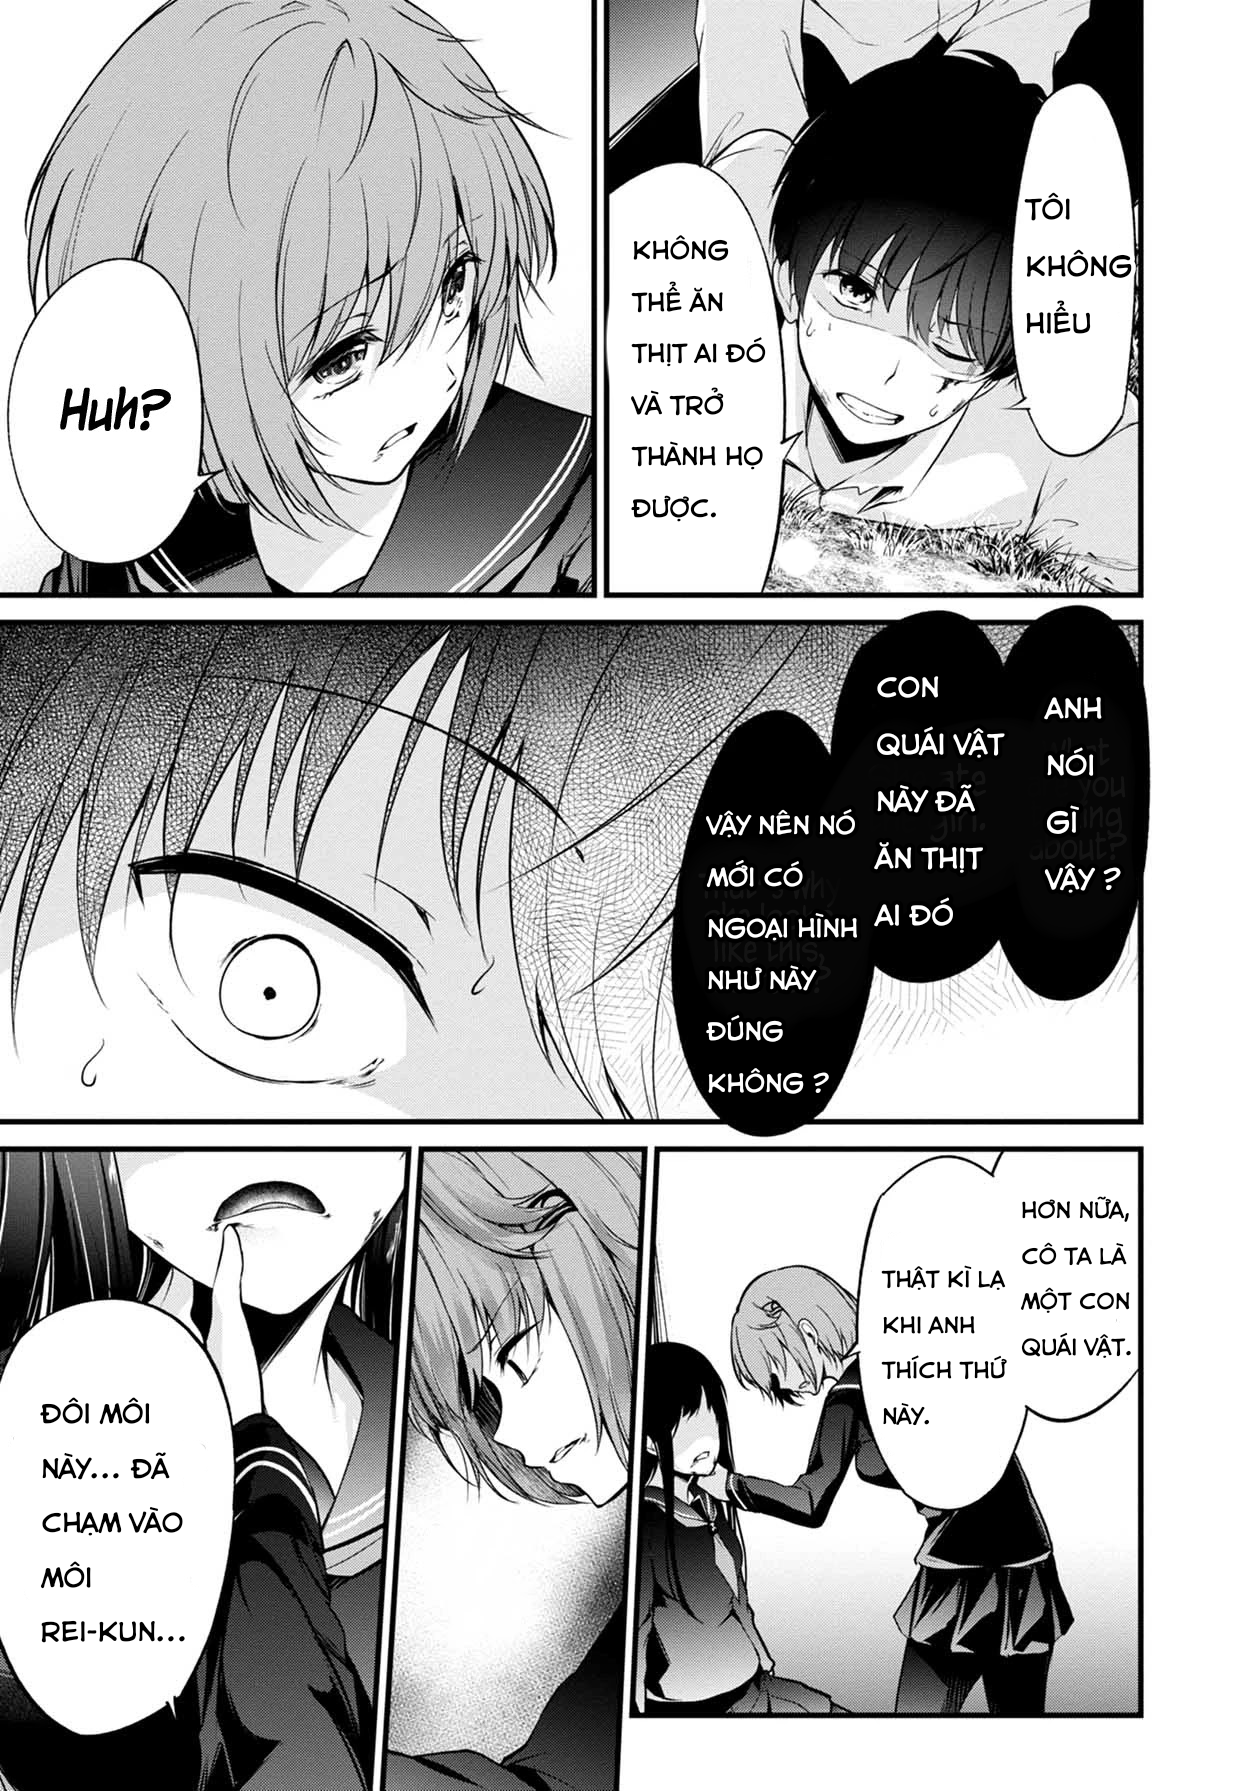 TÔI
KHÔNG
HIỂU
KHÔNG
THỂ ĂN
THỊT AI ĐÓ
VÀ TRỞ
THÀNH HỌ
ĐƯỢC.
Huh?
ANH
NÓI
GÌ
VẬY ?
CON
QUÁI VẬT
NÀY ĐÃ
ĂN THỊT
AI ĐÓ
VẬY NÊN NÓ
MỚI CÓ
NGOẠI HÌNH
NHƯ NÀY
ĐÚNG
KHÔNG ?
HƠN NỮA,
CÔ TA LÀ
MỘT CON
QUÁI VẬT.
THẬT KÌ LẠ
KHI ANH
THÍCH THỨ
NÀY.
ĐÔI MÔI
NÀY... ĐÃ
CHẠM VÀO
MÔI
REI-KUN...